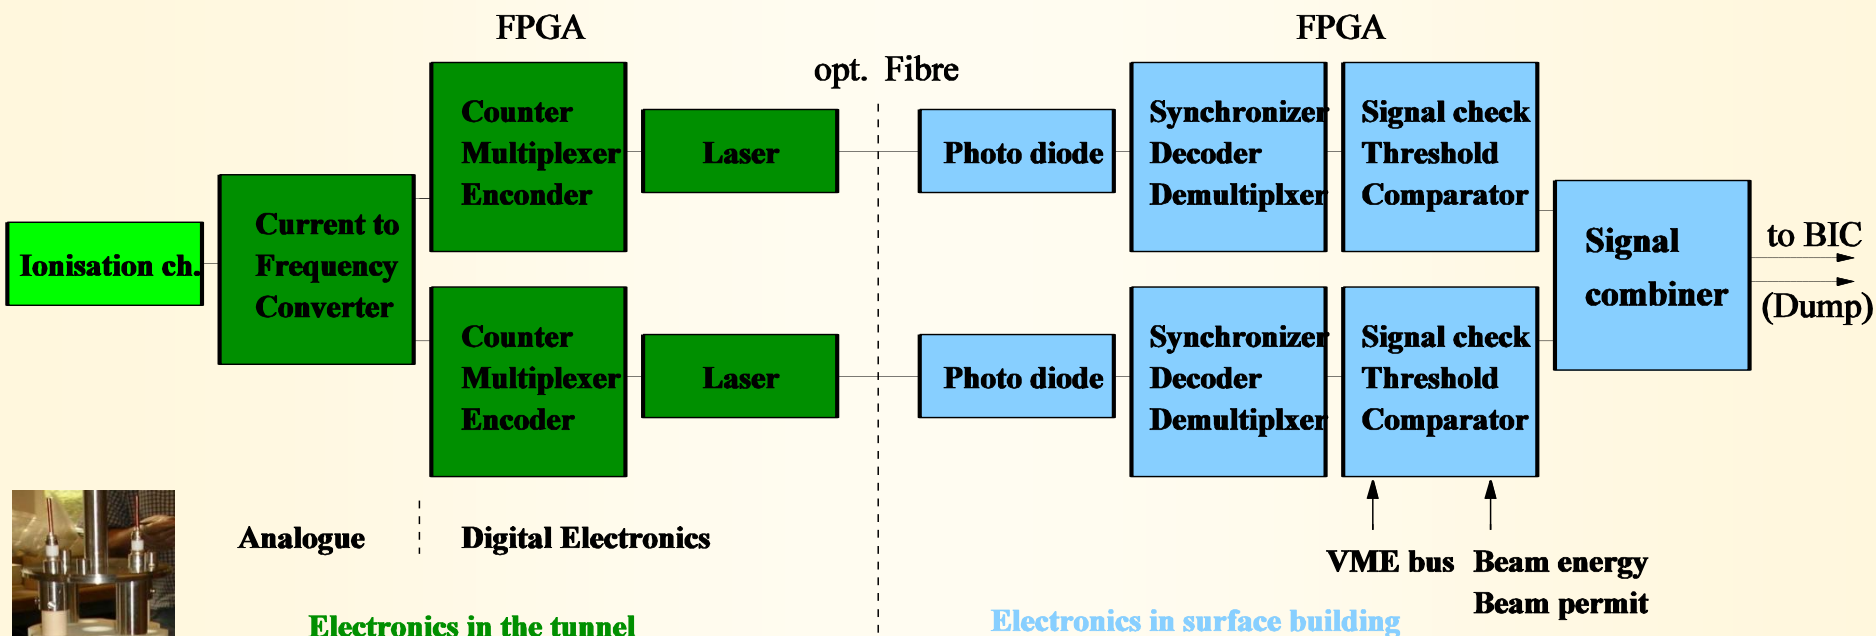 FPGA
FPGA
opt. Fibre
Counter
Multiplexer
Enconder
Laser
Photo diode
Synchronizer
Decoder
Demultiplxer
Signal check
Threshold
Comparator
Ionisation ch.
Current to
Frequency
Converter
Signal
combiner
to BIC
(Dump)
Counter
Multiplexer
Encoder
Laser
Photo diode
Synchronizer
Decoder
Demultiplxer
Signal check
Threshold
Comparator
Analogue
Digital Electronics
VME bus
Beam energy
Beam permit
Electronics in the tunnel
Electronics in surface building